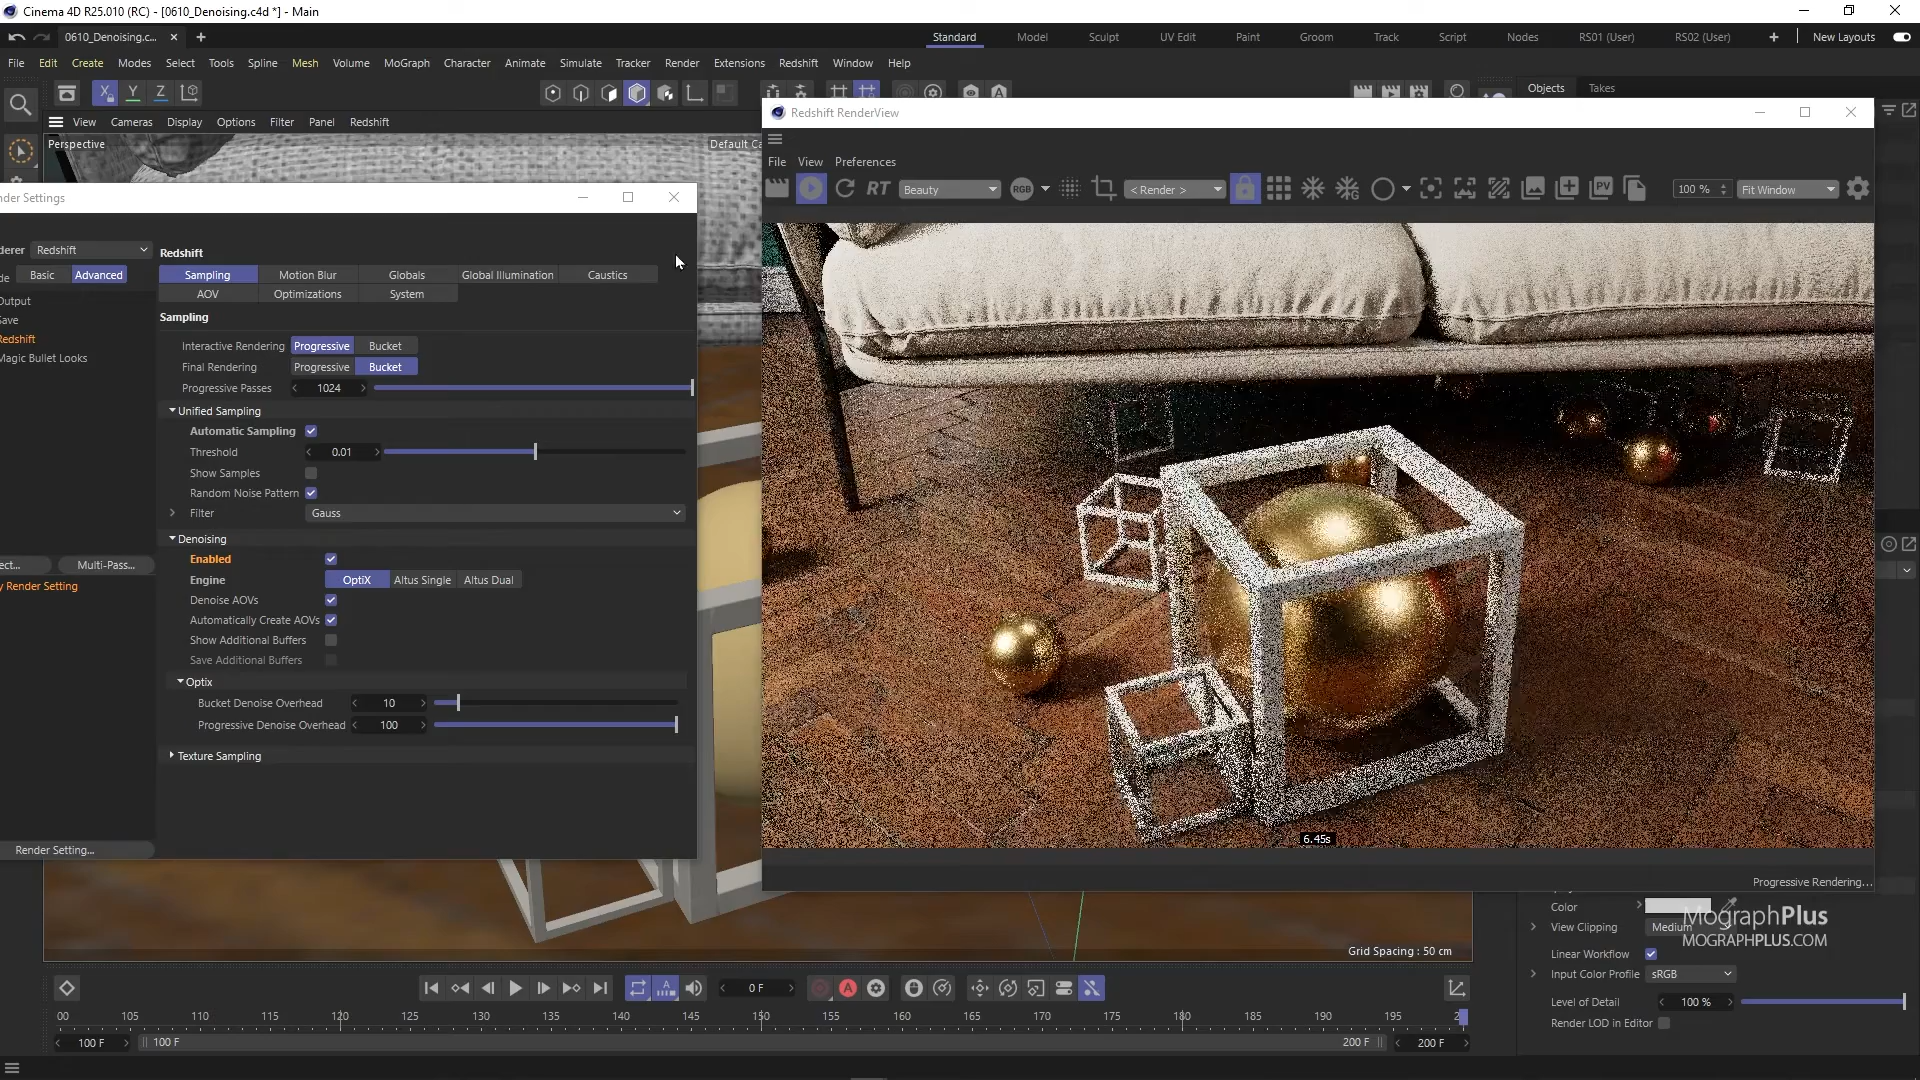 Cinema 4D R25.010 (RC) - [0610_Denoising.c4d *] - Main
0610_Denoising.c...
Standard Model Sculpt UV Edit Paint Groom Track Script Nodes RS01 (User) RS02 (User) New Layouts
File Edit Create Modes Select Tools Spline Mesh Volume MoGraph Character Animate Simulate Tracker Render Extensions Redshift Window Help
X Y Z
Objects Takes
View Cameras Display Options Filter Panel Redshift
Perspective
Default Ca
Redshift RenderView
File View Preferences
RT Beauty RGB < Render > PV 100 % Fit Window
6.45s
Progressive Rendering...
der Settings
derer Redshift
de Basic Advanced
Output
Save
Redshift
Magic Bullet Looks
ect... Multi-Pass...
y Render Setting
Render Setting...
Redshift
Sampling Motion Blur Globals Global Illumination Caustics
AOV Optimizations System
Sampling
Interactive Rendering Progressive Bucket
Final Rendering Progressive Bucket
Progressive Passes 1024
Unified Sampling
Automatic Sampling
Threshold 0.01
Show Samples
Random Noise Pattern
Filter Gauss
Denoising
Enabled
Engine OptiX Altus Single Altus Dual
Denoise AOVs
Automatically Create AOVs
Show Additional Buffers
Save Additional Buffers
Optix
Bucket Denoise Overhead 10
Progressive Denoise Overhead 100
Texture Sampling
Color
View Clipping Medium
Linear Workflow
Input Color Profile sRGB
Level of Detail 100 %
Render LOD in Editor
MographPlus
MOGRAPHPLUS.COM
Grid Spacing : 50 cm
0 F
00 105 110 115 120 125 130 135 140 145 150 155 160 165 170 175 180 185 190 195 2
100 F 100 F 200 F 200 F